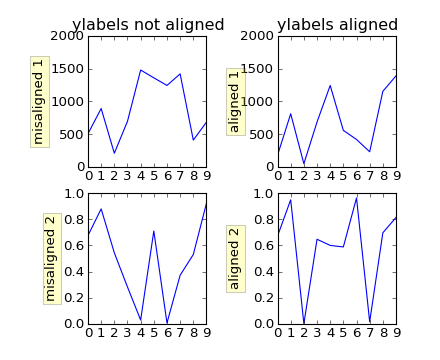 ylabels not aligned
2000
1500
1000
500
0
misaligned 1
0 1 2 3 4 5 6 7 8 9
ylabels aligned
2000
1500
1000
500
0
aligned 1
0 1 2 3 4 5 6 7 8 9
1.0
0.8
0.6
0.4
0.2
0.0
misaligned 2
0 1 2 3 4 5 6 7 8 9
1.0
0.8
0.6
0.4
0.2
0.0
aligned 2
0 1 2 3 4 5 6 7 8 9